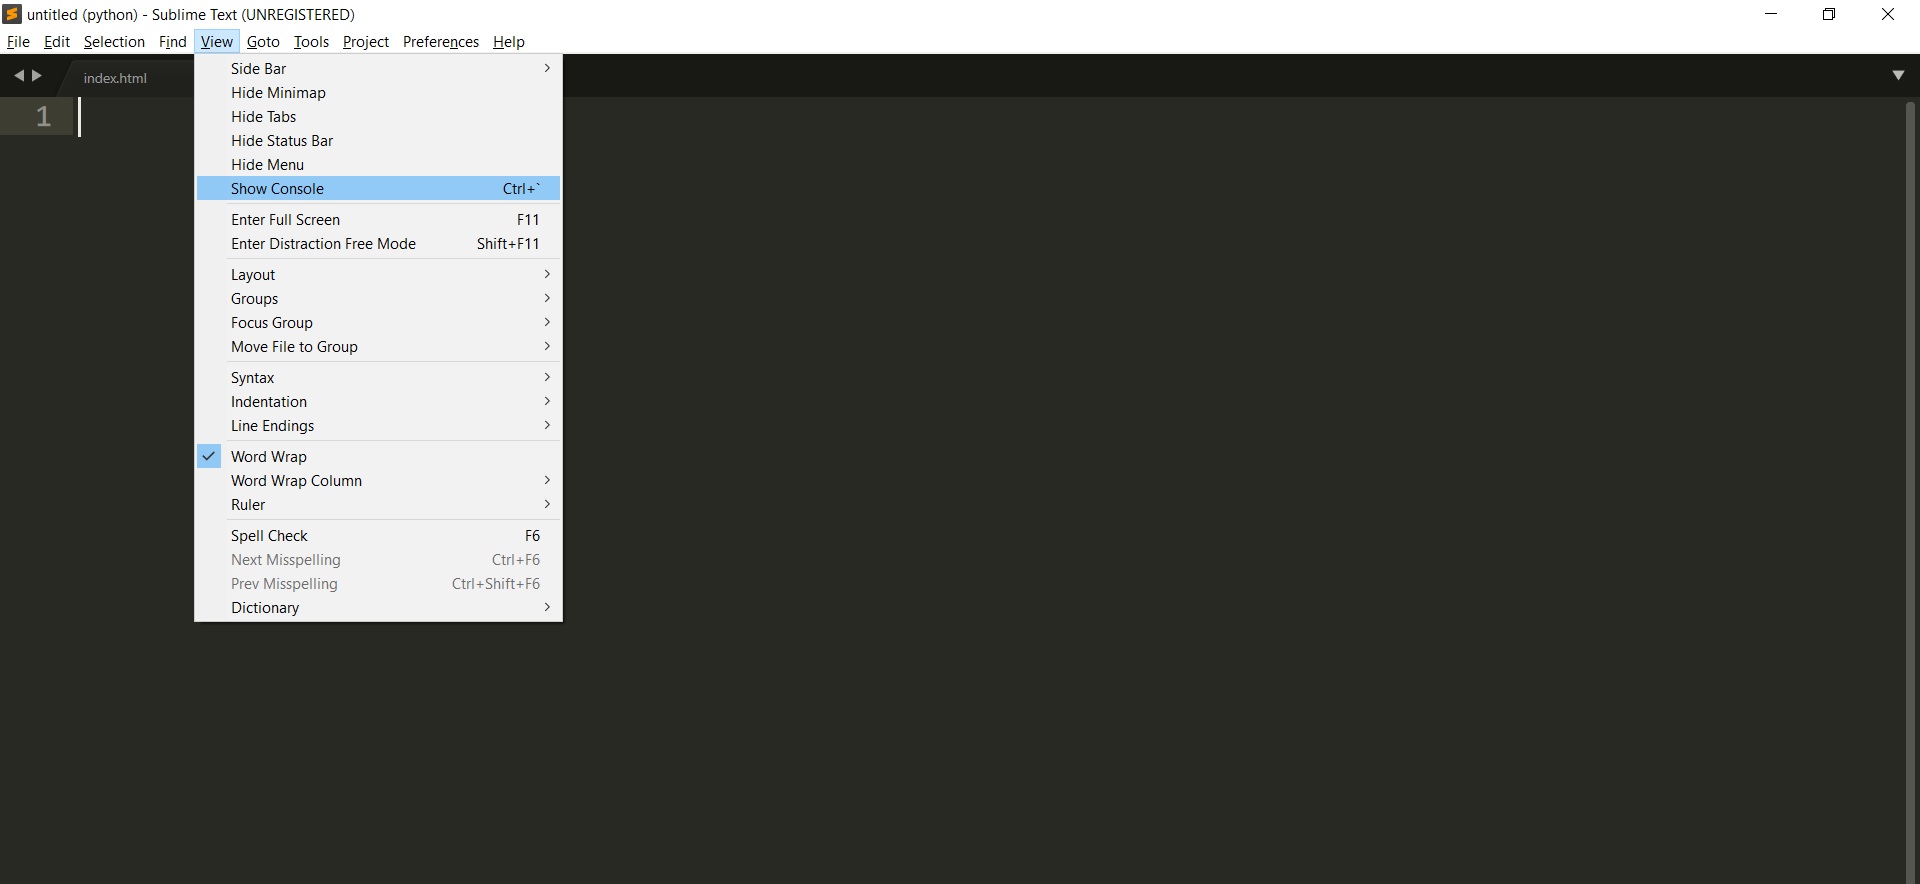 untitled (python) - Sublime Text (UNREGISTERED)
File Edit Selection Find View Goto Tools Project Preferences Help
index.html
1
Side Bar
Hide Minimap
Hide Tabs
Hide Status Bar
Hide Menu
Show Console Ctrl+`
Enter Full Screen F11
Enter Distraction Free Mode Shift+F11
Layout
Groups
Focus Group
Move File to Group
Syntax
Indentation
Line Endings
Word Wrap
Word Wrap Column
Ruler
Spell Check F6
Next Misspelling Ctrl+F6
Prev Misspelling Ctrl+Shift+F6
Dictionary